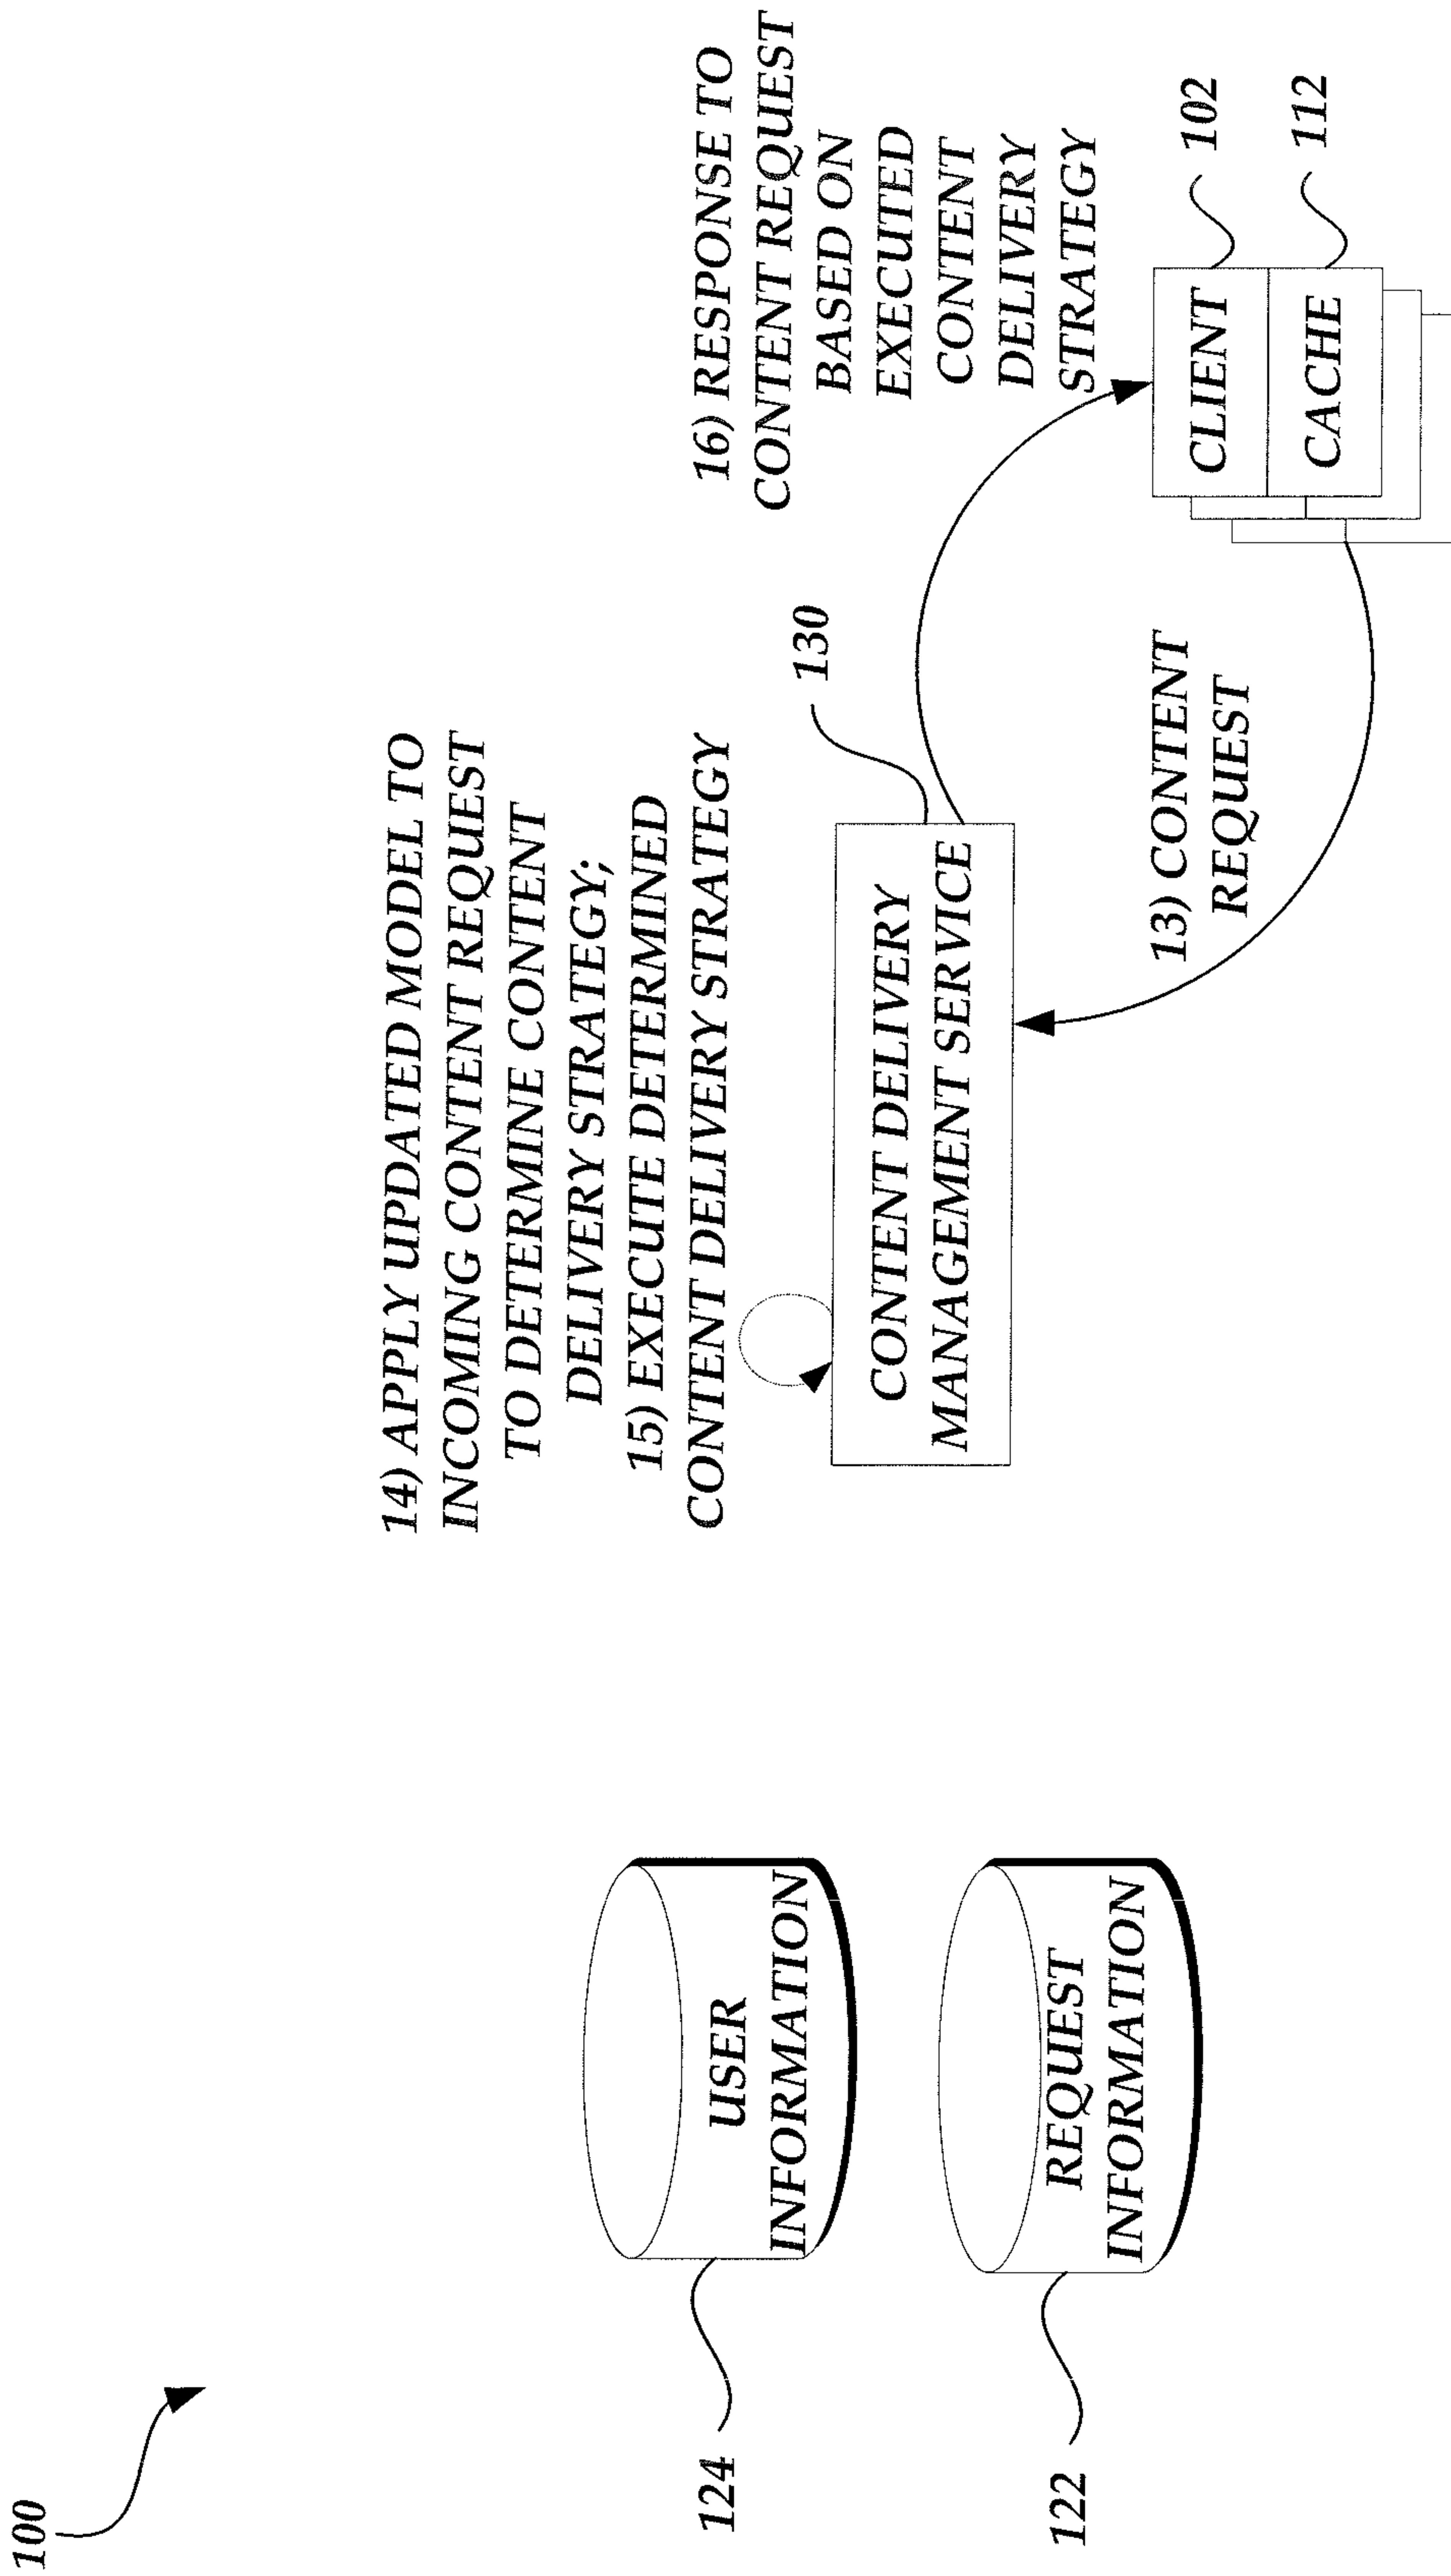 100
14) APPLY UPDATED MODEL TO
INCOMING CONTENT REQUEST
TO DETERMINE CONTENT
DELIVERY STRATEGY;
15) EXECUTE DETERMINED
CONTENT DELIVERY STRATEGY
124
USER
INFORMATION
122
REQUEST
INFORMATION
130
CONTENT DELIVERY
MANAGEMENT SERVICE
16) RESPONSE TO
CONTENT REQUEST
BASED ON
EXECUTED
CONTENT
DELIVERY
STRATEGY
13) CONTENT
REQUEST
CLIENT
102
CACHE
112